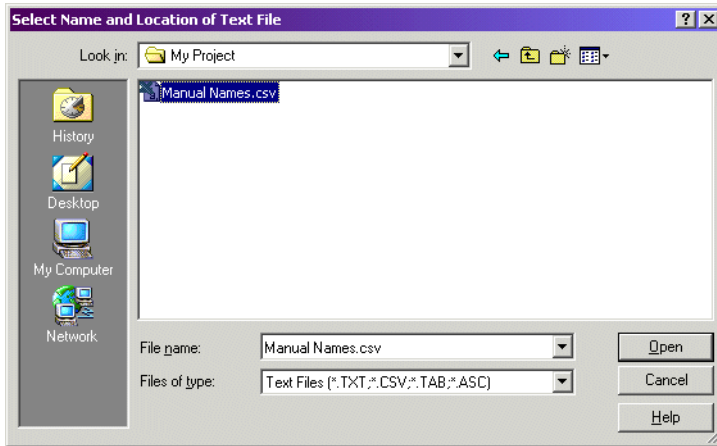 Select Name and Location of Text File
Look in: My Project
Manual Names.csv
History
Desktop
My Computer
Network
File name: Manual Names.csv Open
Files of type: Text Files (*.TXT;*.CSV;*.TAB;*.ASC) Cancel
Help